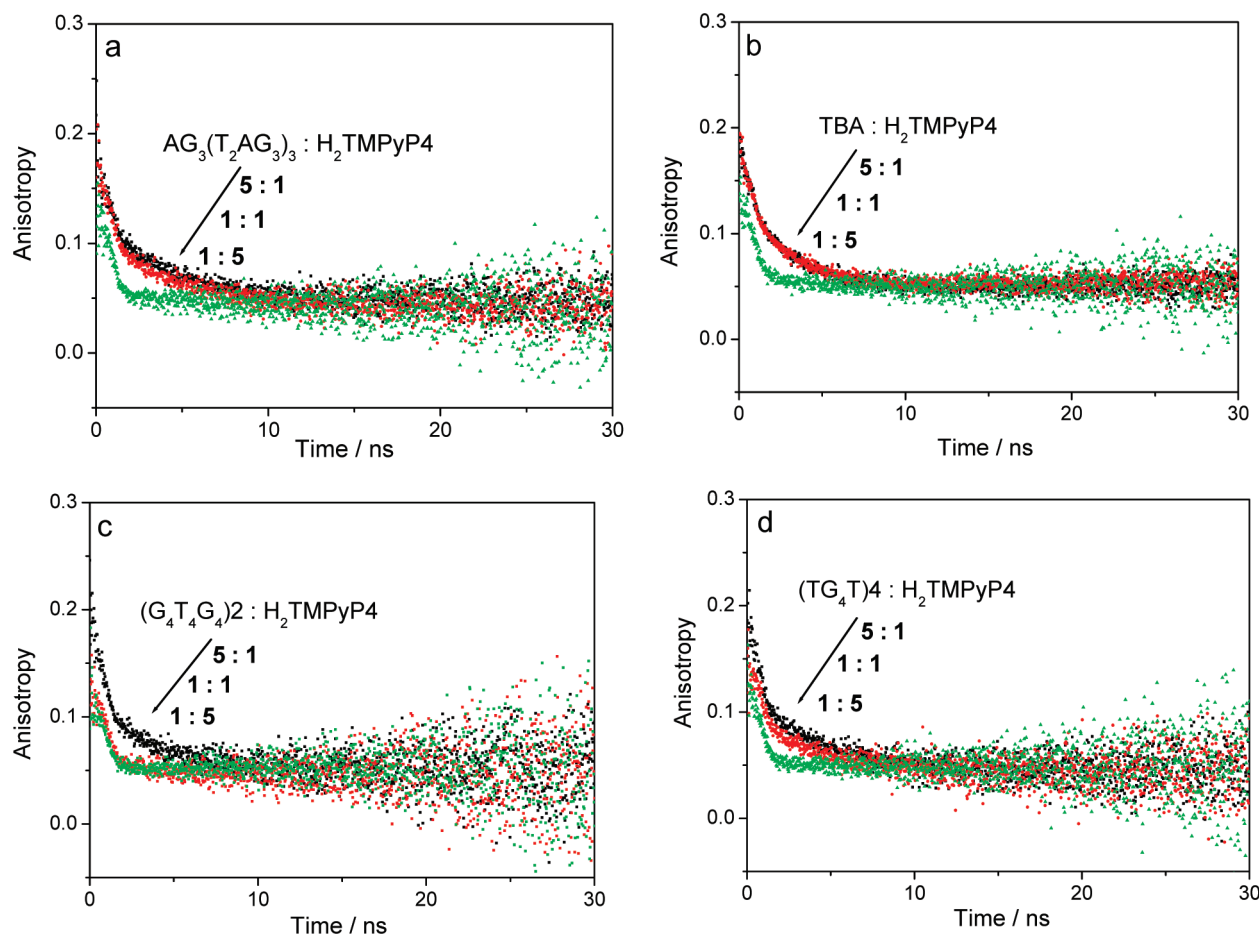 a
AG3(T2AG3)3 : H2TMPyP4
5 : 1
1 : 1
1 : 5
Anisotropy
0.3
0.2
0.1
0.0
0 10 20 30
Time / ns
b
TBA : H2TMPyP4
5 : 1
1 : 1
1 : 5
Anisotropy
0.3
0.2
0.1
0.0
0 10 20 30
Time / ns
c
(G4T4G4)2 : H2TMPyP4
5 : 1
1 : 1
1 : 5
Anisotropy
0.3
0.2
0.1
0.0
0 10 20 30
Time / ns
d
(TG4T)4 : H2TMPyP4
5 : 1
1 : 1
1 : 5
Anisotropy
0.3
0.2
0.1
0.0
0 10 20 30
Time / ns